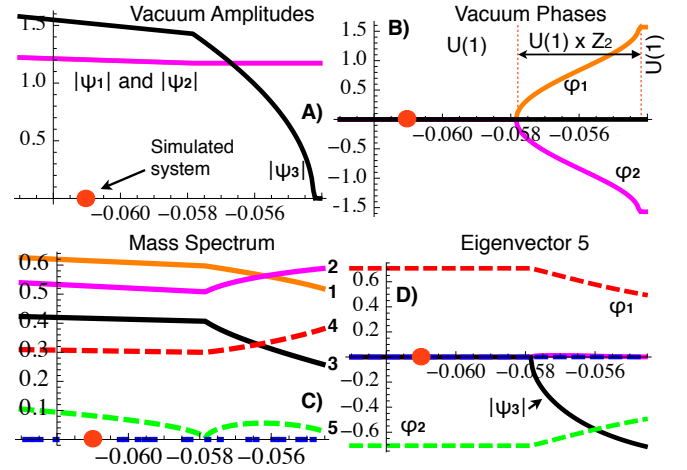 Vacuum Amplitudes
1.5
1.0
0.5
|ψ₁| and |ψ₂|
A)
Simulated
system
|ψ₃|
−0.060 −0.058 −0.056
Vacuum Phases
B)
U(1)
U(1) x Z₂
U(1)
1.5
1.0
0.5
φ₁
−0.060 −0.058 −0.056
−0.5
−1.0
−1.5
φ₂
Mass Spectrum
0.6
0.5
0.4
0.3
0.2
0.1
2
1
4
3
C)
5
−0.060 −0.058 −0.056
Eigenvector 5
D)
0.6
0.4
0.2
φ₁
−0.060 −0.058 −0.056
−0.2
−0.4
−0.6
|ψ₃|
φ₂